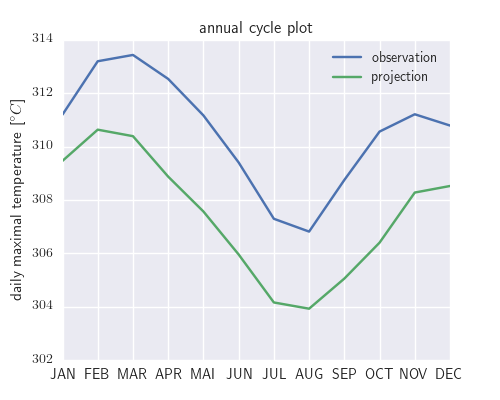 annual cycle plot
314
312
310
308
306
304
302
daily maximal temperature [°C]
observation
projection
JAN FEB MAR APR MAI JUN JUL AUG SEP OCT NOV DEC